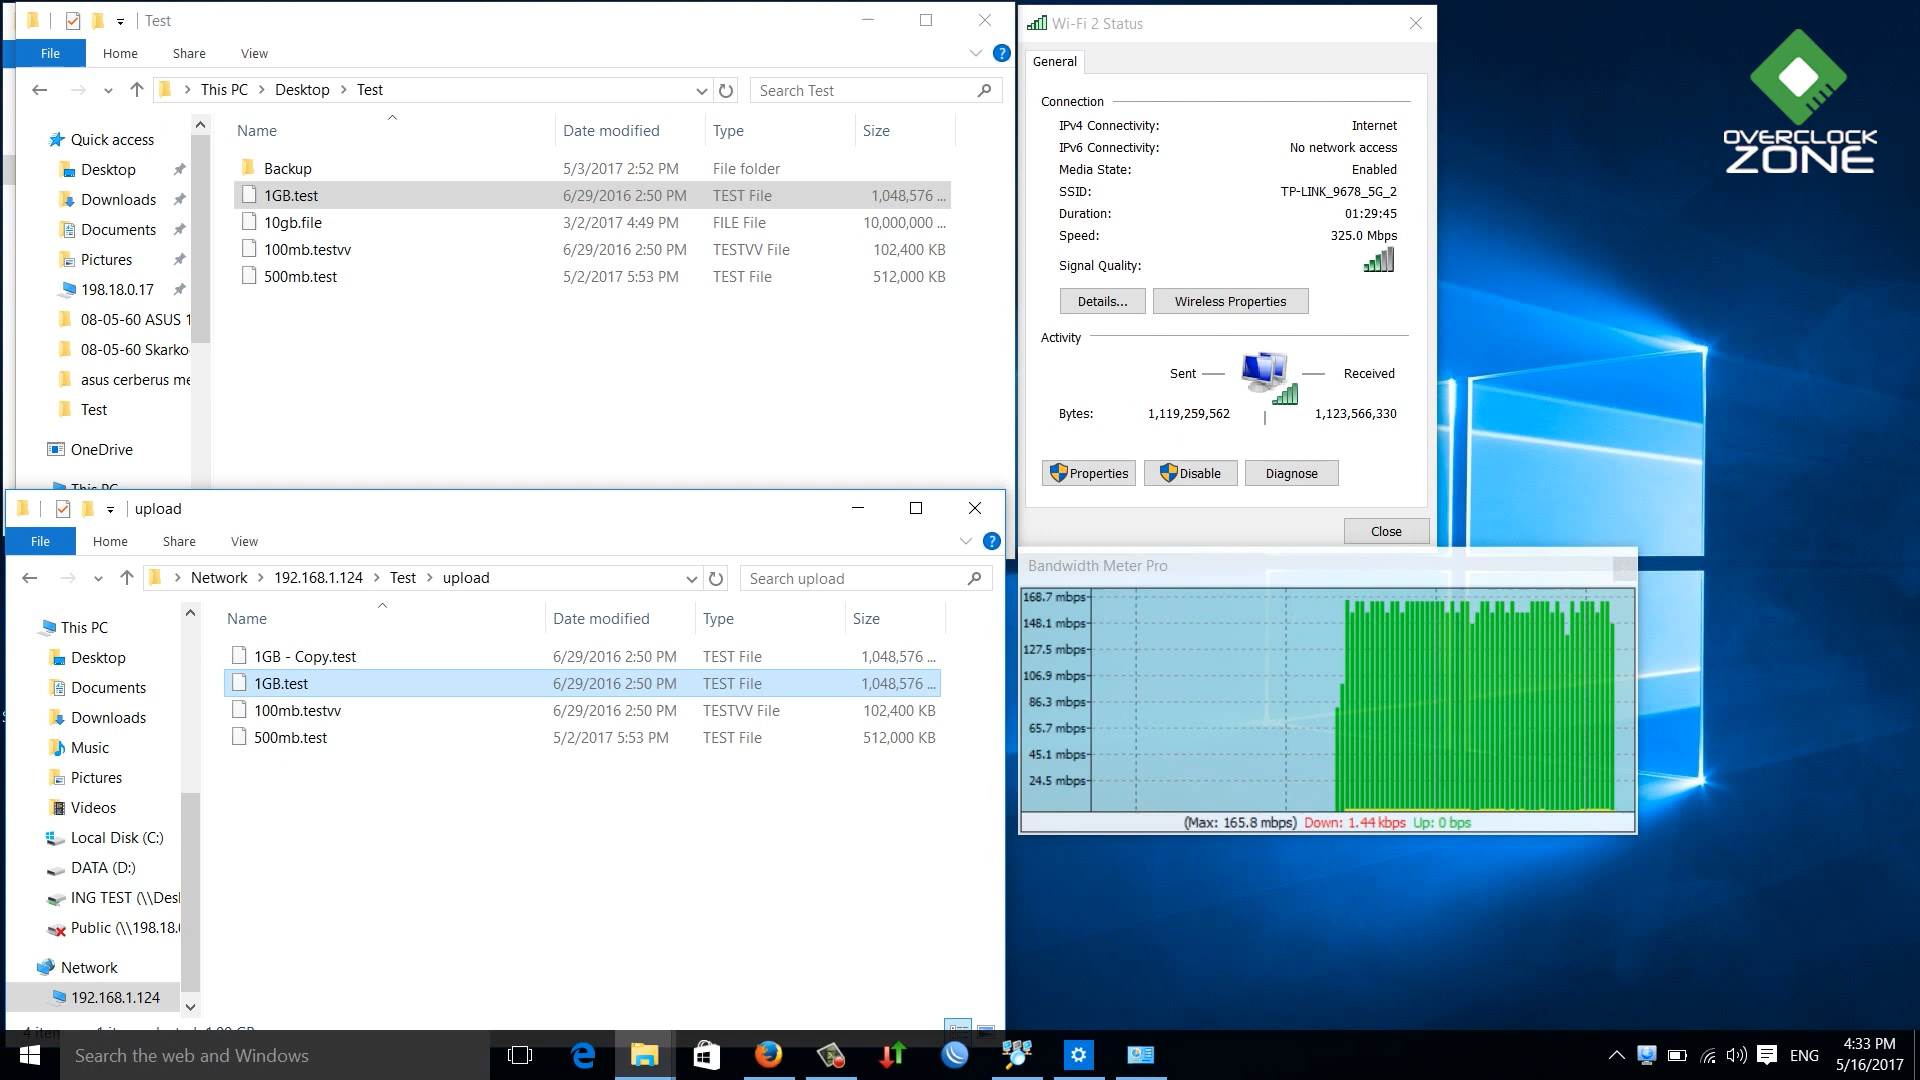 Test
File Home Share View
This PC Desktop Test
Search Test
Name Date modified Type Size
Quick access
Desktop
Downloads
Documents
Pictures
198.18.0.17
08-05-60 ASUS 1
08-05-60 Skarko
asus cerberus me
Test
OneDrive
This PC
Backup 5/3/2017 2:52 PM File folder
1GB.test 6/29/2016 2:50 PM TEST File 1,048,576 ...
10gb.file 3/2/2017 4:49 PM FILE File 10,000,000 ...
100mb.testvv 6/29/2016 2:50 PM TESTVV File 102,400 KB
500mb.test 5/2/2017 5:53 PM TEST File 512,000 KB
Wi-Fi 2 Status
General
Connection
IPv4 Connectivity: Internet
IPv6 Connectivity: No network access
Media State: Enabled
SSID: TP-LINK_9678_5G_2
Duration: 01:29:45
Speed: 325.0 Mbps
Signal Quality:
Details... Wireless Properties
Activity
Sent Received
Bytes: 1,119,259,562 1,123,566,330
Properties Disable Diagnose
Close
OVERCLOCK
ZONE
upload
File Home Share View
Network 192.168.1.124 Test upload
Search upload
Name Date modified Type Size
This PC
Desktop
Documents
Downloads
Music
Pictures
Videos
Local Disk (C:)
DATA (D:)
ING TEST (\\Desl
Public (\\198.18.0
Network
192.168.1.124
1GB - Copy.test 6/29/2016 2:50 PM TEST File 1,048,576 ...
1GB.test 6/29/2016 2:50 PM TEST File 1,048,576 ...
100mb.testvv 6/29/2016 2:50 PM TESTVV File 102,400 KB
500mb.test 5/2/2017 5:53 PM TEST File 512,000 KB
Bandwidth Meter Pro
168.7 mbps
148.1 mbps
127.5 mbps
106.9 mbps
86.3 mbps
65.7 mbps
45.1 mbps
24.5 mbps
(Max: 165.8 mbps) Down: 1.44 kbps Up: 0 bps
Search the web and Windows
ENG
4:33 PM
5/16/2017